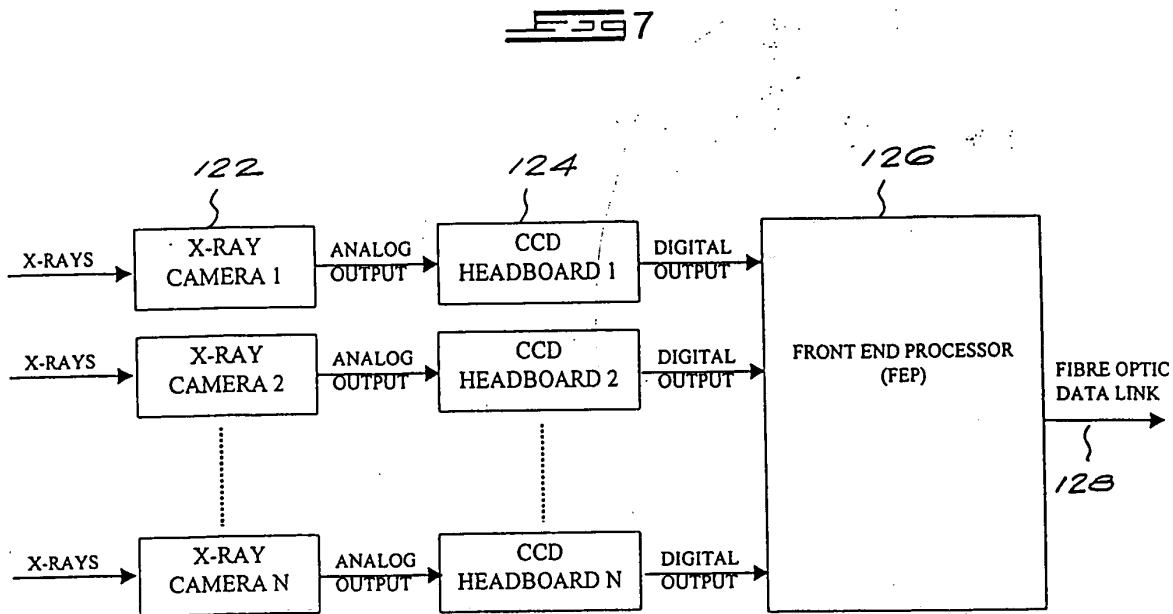 Fig 7
122
124
126
X-RAYS
X-RAY
CAMERA 1
ANALOG
OUTPUT
CCD
HEADBOARD 1
DIGITAL
OUTPUT
X-RAYS
X-RAY
CAMERA 2
ANALOG
OUTPUT
CCD
HEADBOARD 2
DIGITAL
OUTPUT
FRONT END PROCESSOR
(FEP)
FIBRE OPTIC
DATA LINK
128
X-RAYS
X-RAY
CAMERA N
ANALOG
OUTPUT
CCD
HEADBOARD N
DIGITAL
OUTPUT